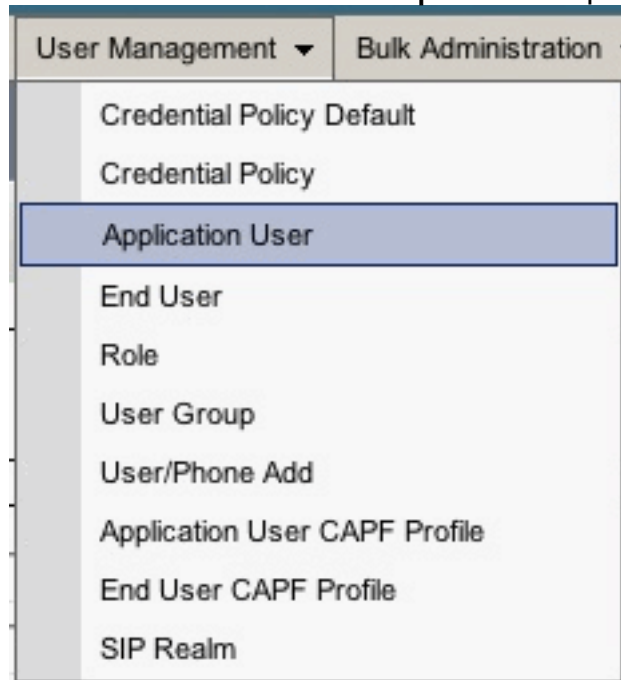 User Management Bulk Administration
Credential Policy Default
Credential Policy
Application User
End User
Role
User Group
User/Phone Add
Application User CAPF Profile
End User CAPF Profile
SIP Realm